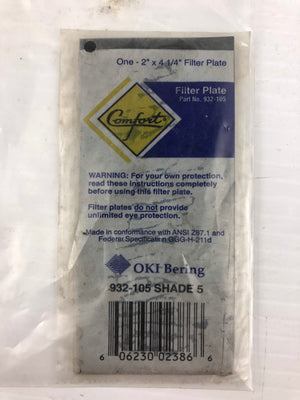 One - 2" x 4 1/4" Filter Plate
Filter Plate
Part No. 932-105
Comfort
WARNING: For your own protection,
read these instructions completely
before using this filter plate.
Filter plates do not provide
unlimited eye protection.
Made in conformance with ANSI Z87.1 and
Federal Specification GGG-H-211d
OKI Bering
932-105 SHADE 5
6 06230 02386 6